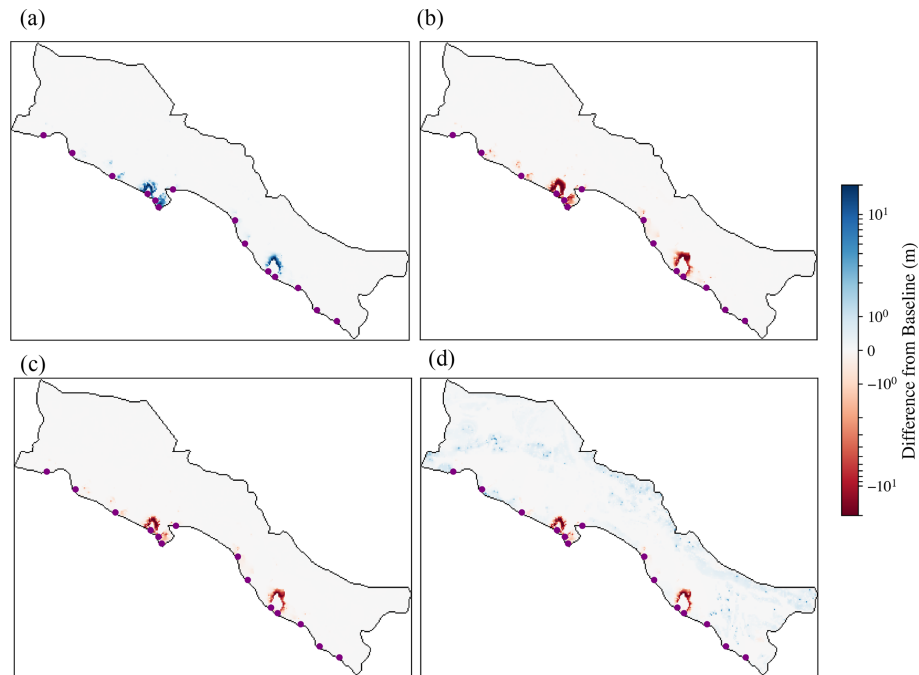 (a)
(b)
10¹
10⁰
0
−10⁰
−10¹
Difference from Baseline (m)
(c)
(d)